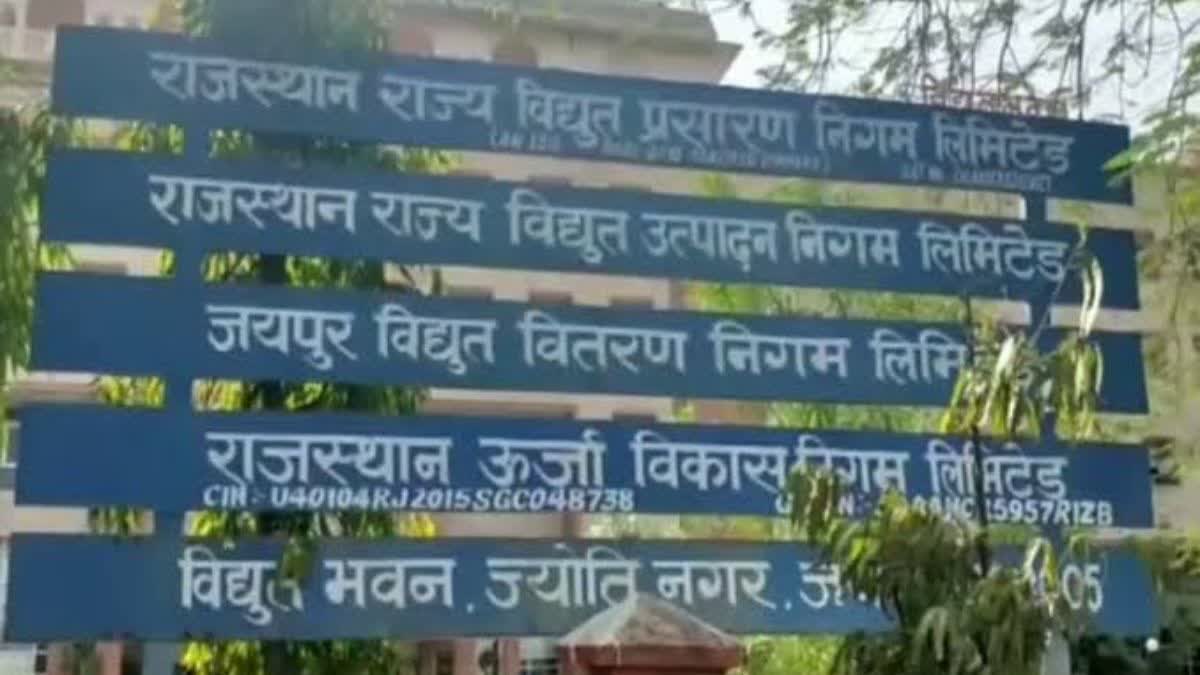 राजस्थान राज्य विद्युत प्रसारण निगम लिमिटेड
राजस्थान राज्य विद्युत उत्पादन निगम लिमिटेड
जयपुर विद्युत वितरण निगम लिमि
राजस्थान ऊर्जा विकास निगम लिमिटेड
CIN:- U40104RJ2015SGC048738
विद्युत भवन, ज्योति नगर,